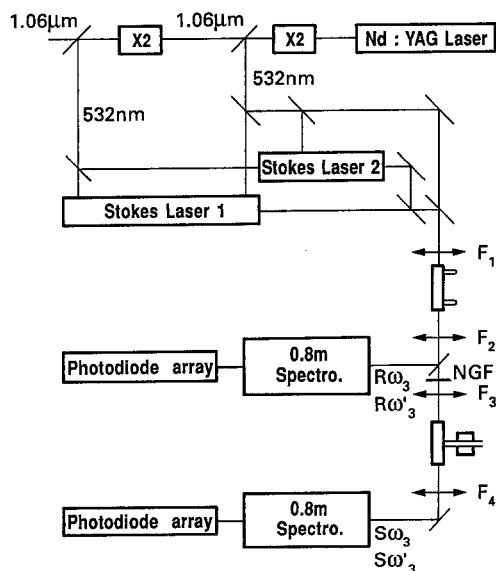 1.06µm
1.06µm
X2
X2
Nd : YAG Laser
532nm
532nm
Stokes Laser 2
Stokes Laser 1
F1
F2
Photodiode array
0.8m
Spectro.
Rω3
Rω'3
NGF
F3
F4
Photodiode array
0.8m
Spectro.
Sω3
Sω'3